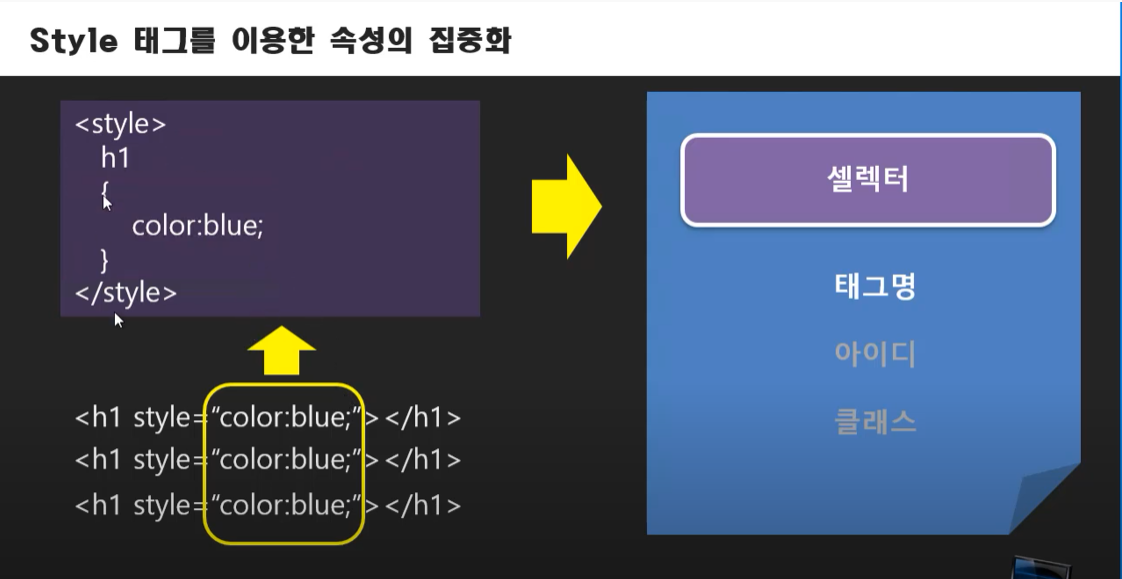 Style 태그를 이용한 속성의 집중화
<style>
h1
{
color:blue;
}
</style>
<h1 style=“color:blue;”></h1>
<h1 style=“color:blue;”></h1>
<h1 style=“color:blue;”></h1>
셀렉터
태그명
아이디
클래스